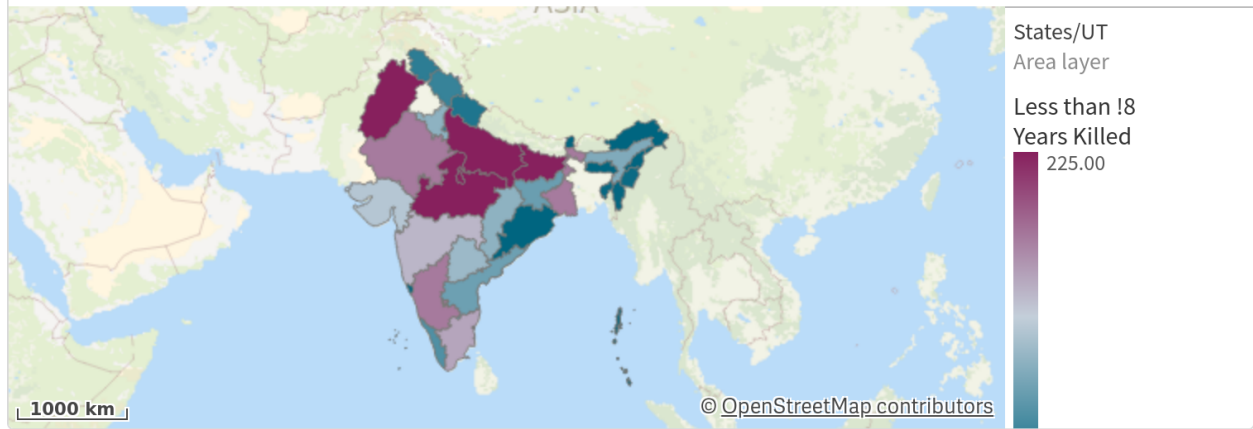 ASIA
States/UT
Area layer
Less than !8
Years Killed
225.00
1000 km
© OpenStreetMap contributors